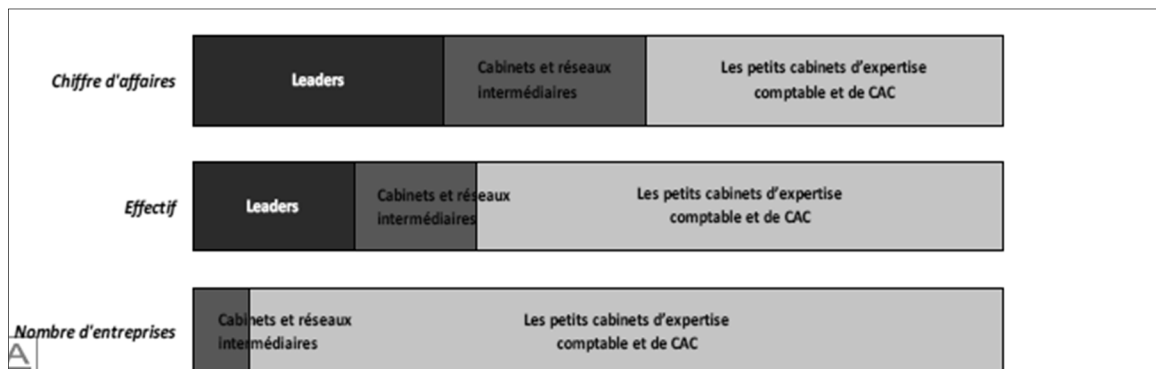 Chiffre d'affaires
Leaders
Cabinets et réseaux
intermédiaires
Les petits cabinets d'expertise
comptable et de CAC
Effectif
Leaders
Cabinets et réseaux
intermédiaires
Les petits cabinets d'expertise
comptable et de CAC
Nombre d'entreprises
Cabinets et réseaux
intermédiaires
Les petits cabinets d'expertise
comptable et de CAC
A